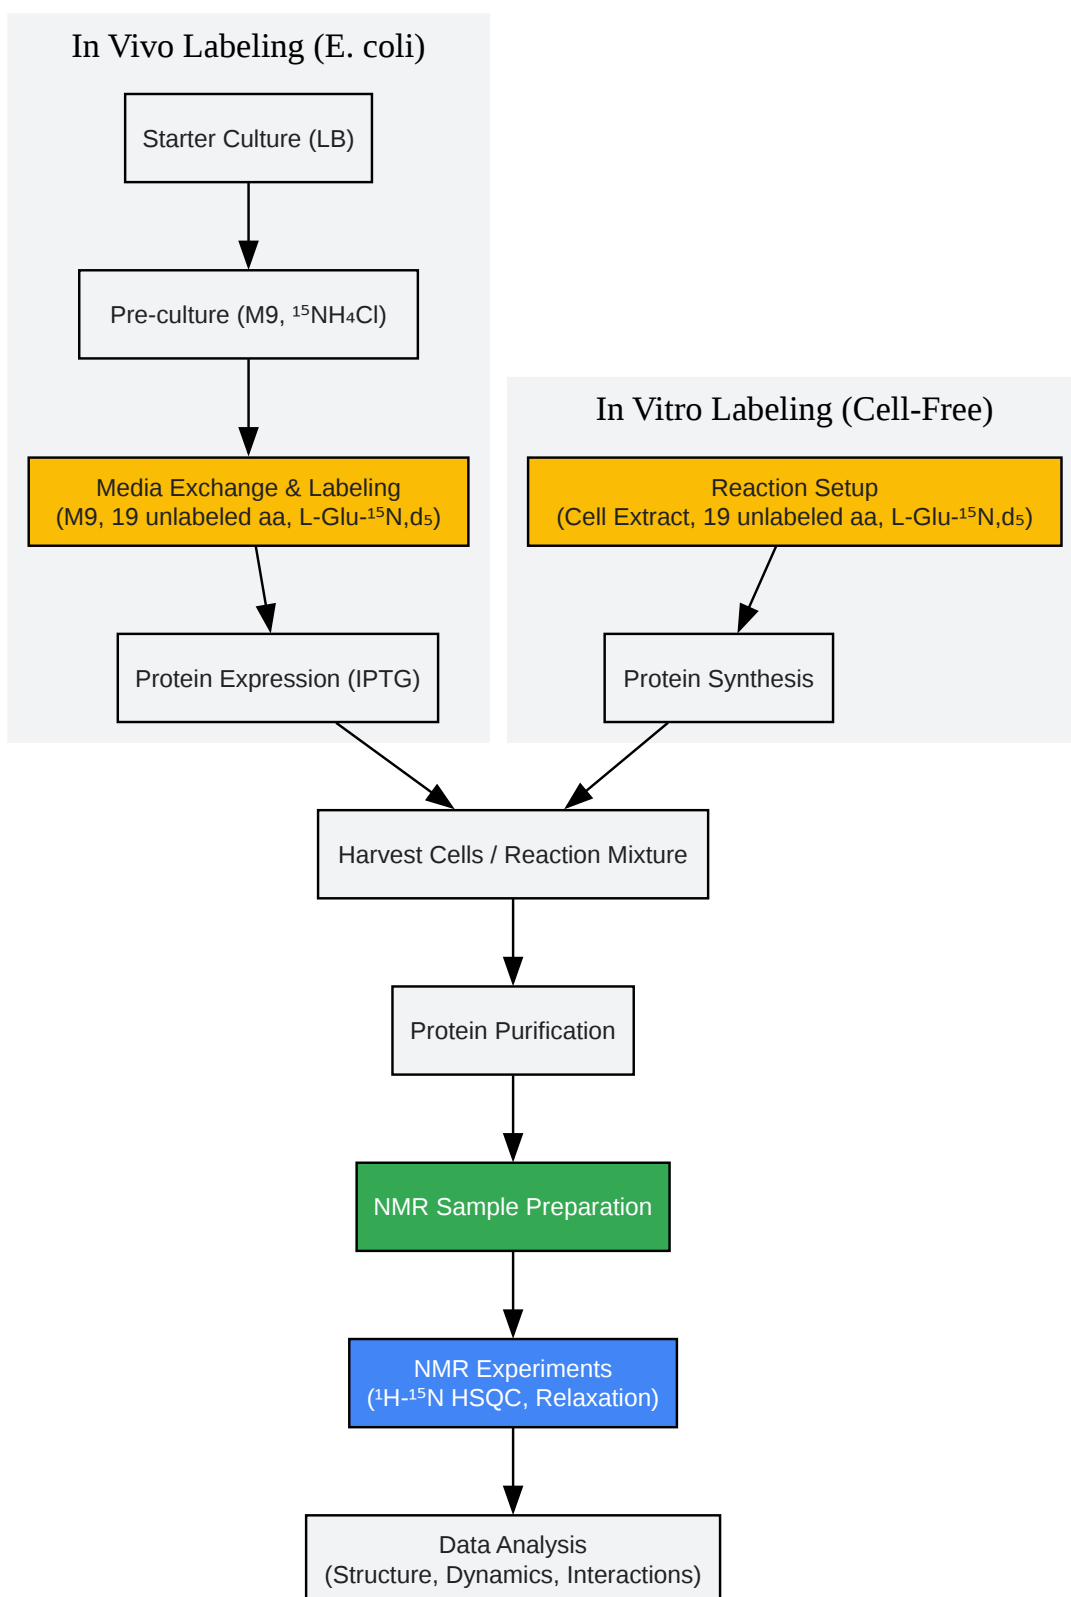 In Vivo Labeling (E. coli)
Starter Culture (LB)
Pre-culture (M9, ¹⁵NH₄Cl)
Media Exchange & Labeling
(M9, 19 unlabeled aa, L-Glu-¹⁵N,d₅)
Protein Expression (IPTG)
In Vitro Labeling (Cell-Free)
Reaction Setup
(Cell Extract, 19 unlabeled aa, L-Glu-¹⁵N,d₅)
Protein Synthesis
Harvest Cells / Reaction Mixture
Protein Purification
NMR Sample Preparation
NMR Experiments
(¹H-¹⁵N HSQC, Relaxation)
Data Analysis
(Structure, Dynamics, Interactions)